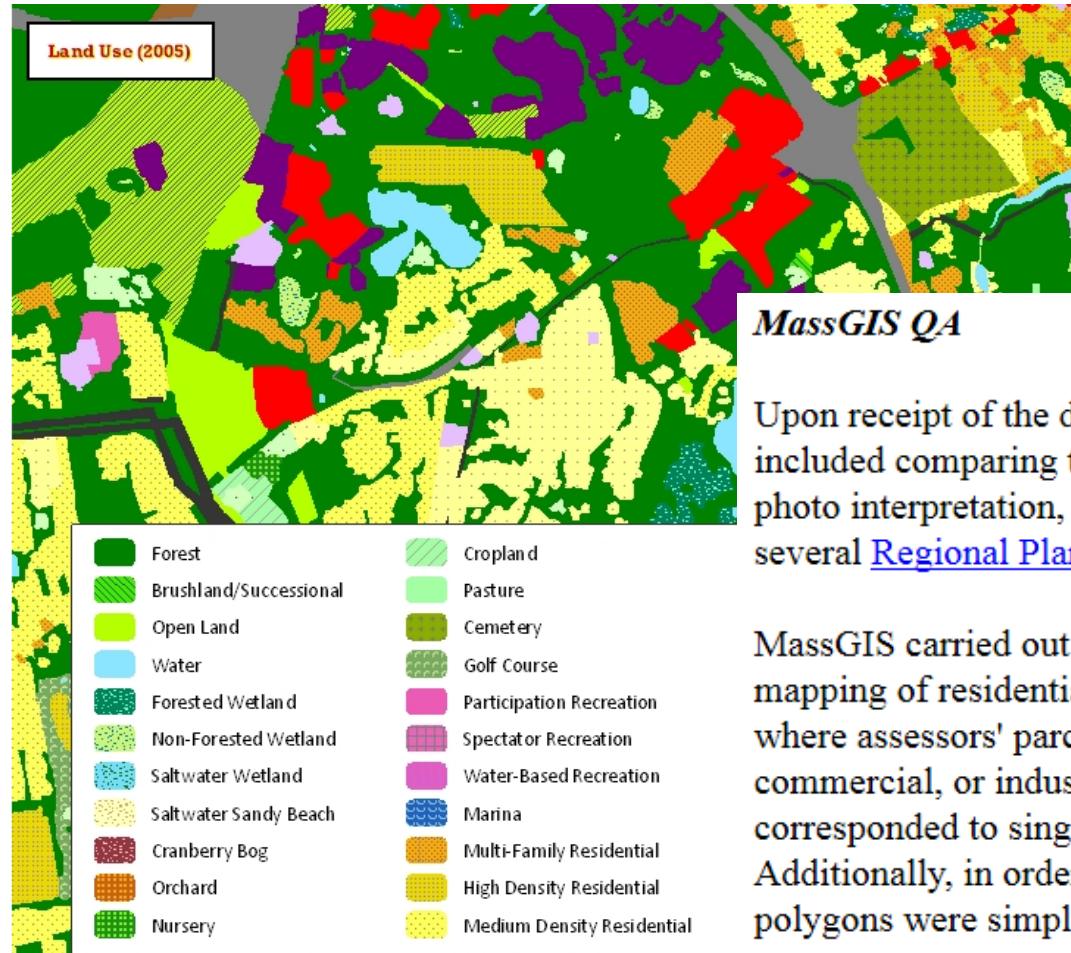 Land Use (2005)
Forest
Brushland/Successional
Open Land
Water
Forested Wetland
Non-Forested Wetland
Saltwater Wetland
Saltwater Sandy Beach
Cranberry Bog
Orchard
Nursery
Cropland
Pasture
Cemetery
Golf Course
Participation Recreation
Spectator Recreation
Water-Based Recreation
Marina
Multi-Family Residential
High Density Residential
Medium Density Residential
MassGIS QA
Upon receipt of the
included comparing
photo interpretation,
several Regional
MassGIS carried out
mapping of
where assessors'
commercial, or
corresponded to
Additionally, in
polygons were